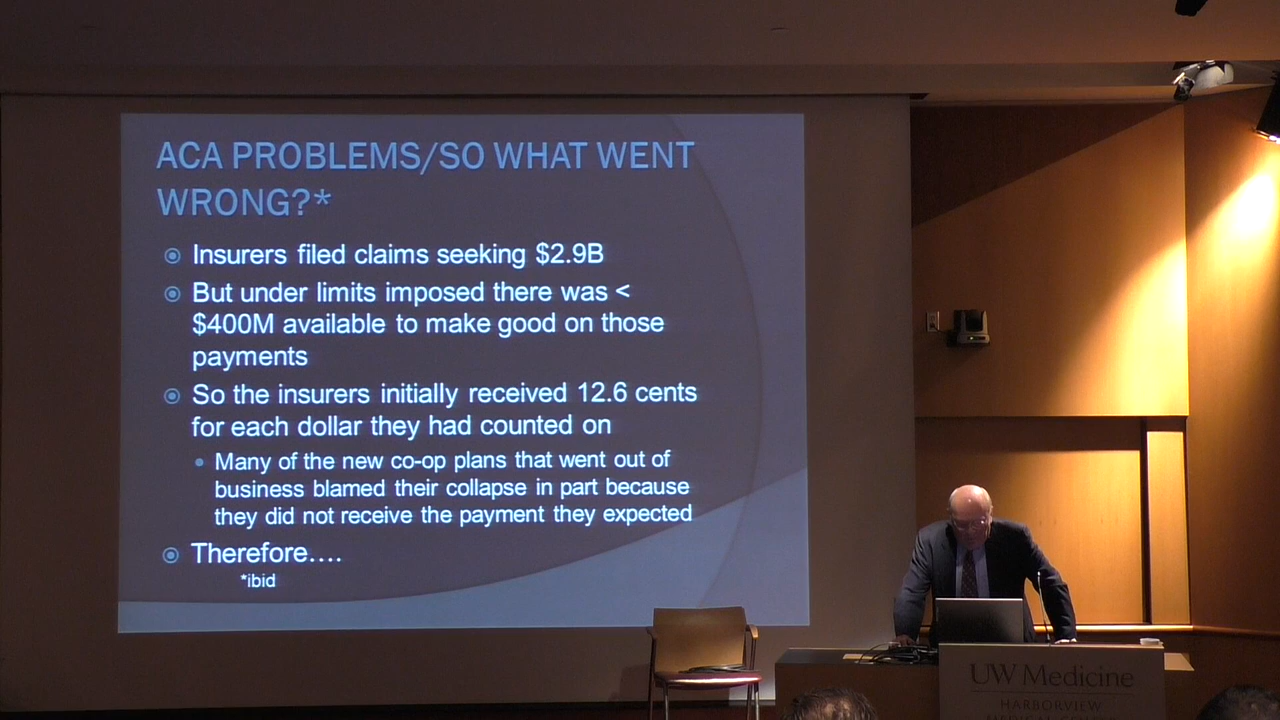 ACA PROBLEMS/SO WHAT WENT
WRONG?*
Insurers filed claims seeking $2.9B
But under limits imposed there was <
$400M available to make good on those
payments
So the insurers initially received 12.6 cents
for each dollar they had counted on
Many of the new co-op plans that went out of
business blamed their collapse in part because
they did not receive the payment they expected
Therefore....
*ibid
UW Medicine
HARBORVIEW